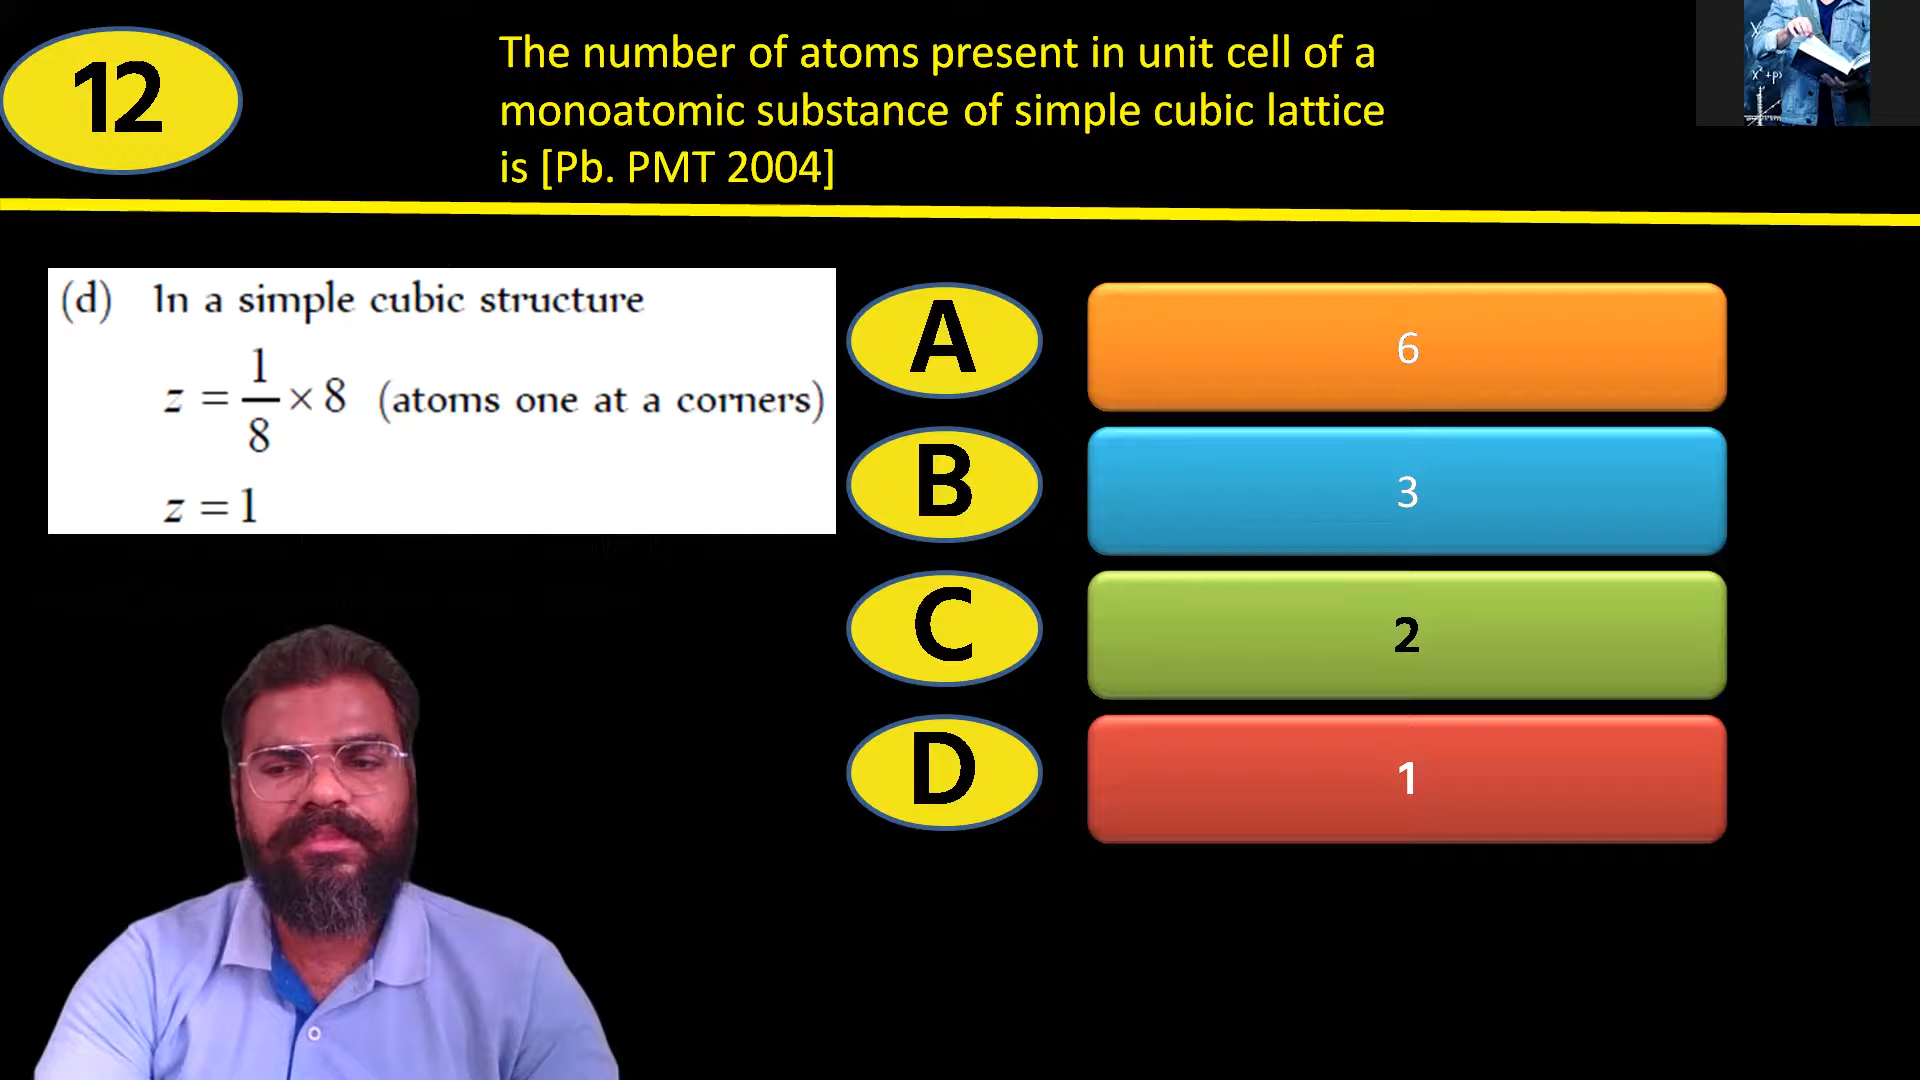 12
The number of atoms present in unit cell of a
monoatomic substance of simple cubic lattice
is [Pb. PMT 2004]
(d) In a simple cubic structure
z = 1/8 × 8 (atoms one at a corners)
z = 1
A
6
B
3
C
2
D
1